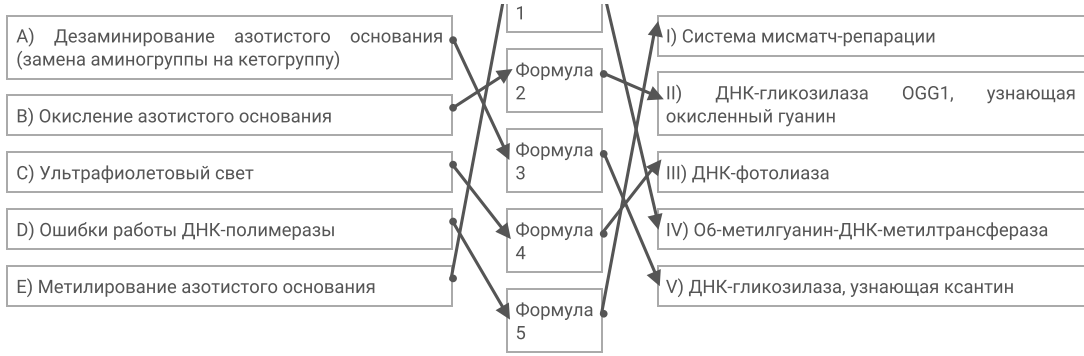 A) Дезаминирование азотистого основания
(замена аминогруппы на кетогруппу)
B) Окисление азотистого основания
C) Ультрафиолетовый свет
D) Ошибки работы ДНК-полимеразы
E) Метилирование азотистого основания
1
Формула
2
Формула
3
Формула
4
Формула
5
I) Система мисматч-репарации
II) ДНК-гликозилаза OGG1, узнающая
окисленный гуанин
III) ДНК-фотолиаза
IV) О6-метилгуанин-ДНК-метилтрансфераза
V) ДНК-гликозилаза, узнающая ксантин